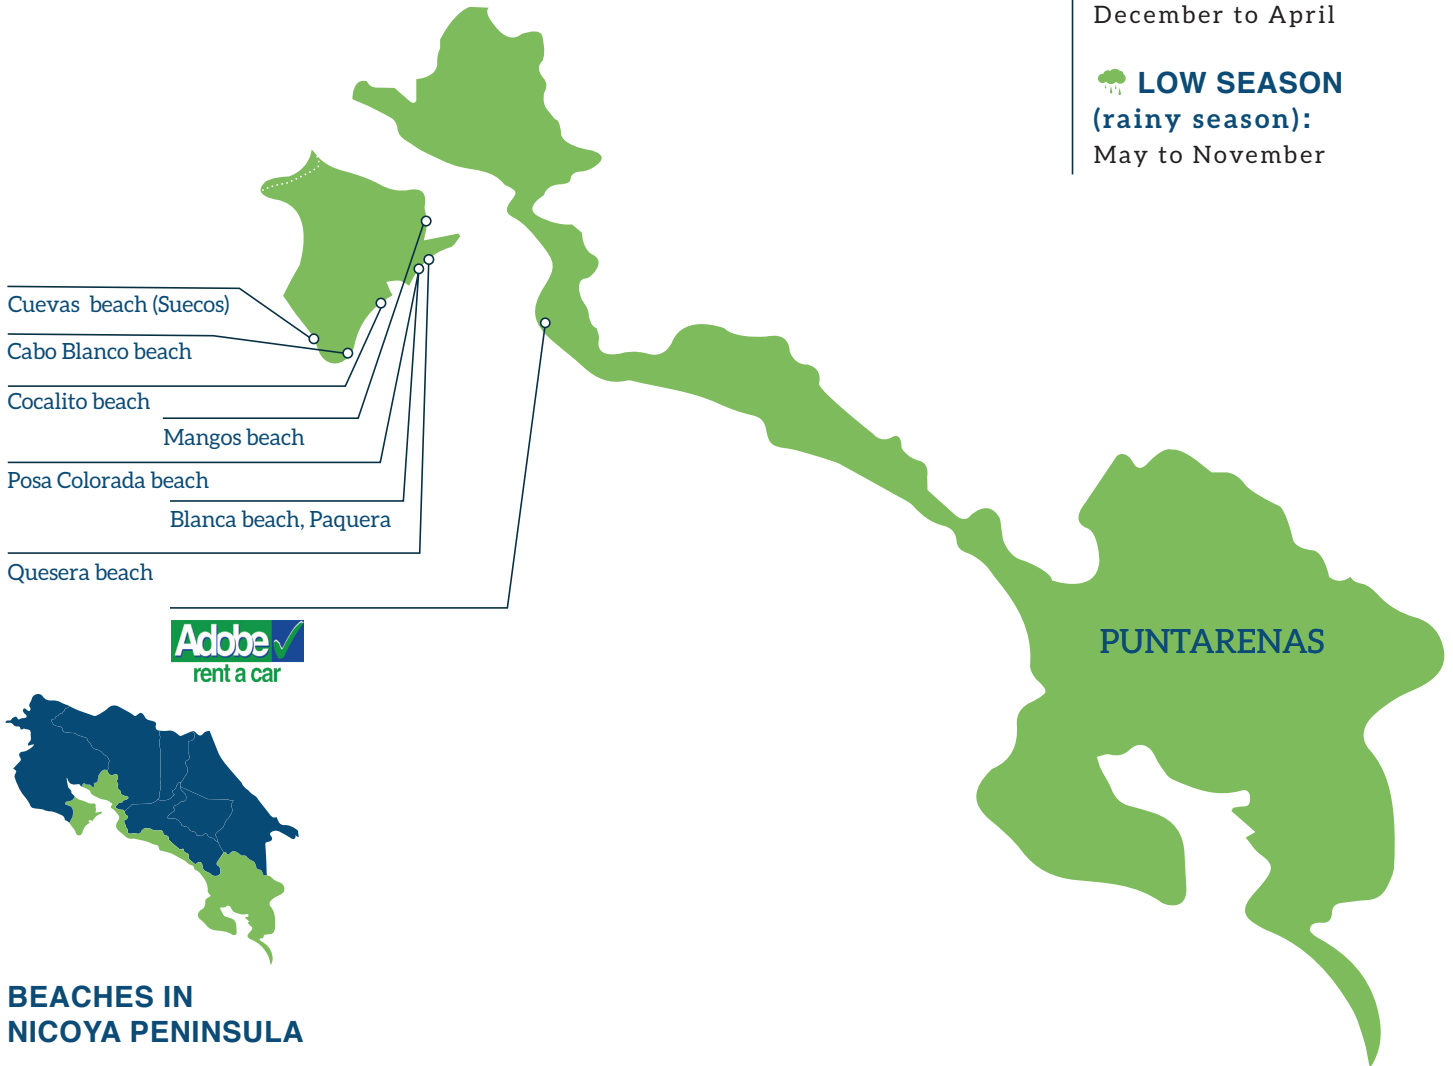 December to April
LOW SEASON
(rainy season):
May to November
Cuevas beach (Suecos)
Cabo Blanco beach
Cocalito beach
Mangos beach
Posa Colorada beach
Blanca beach, Paquera
Quesera beach
Adobe
rent a car
PUNTARENAS
BEACHES IN
NICOYA PENINSULA